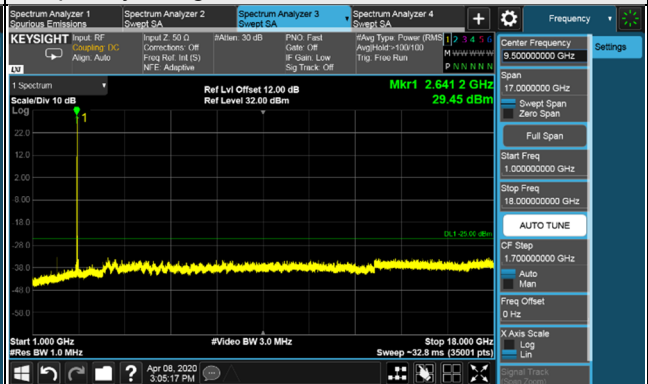 Spectrum Analyzer 1
Spurious Emissions
Spectrum Analyzer 2
Swept SA
Spectrum Analyzer 3
Swept SA
Spectrum Analyzer 4
Swept SA
Frequency
KEYSIGHT
Input: RF
Coupling: DC
Align: Auto
LXI
Input Z: 50 Ω
Corrections: Off
Freq Ref: Int (S)
NFE: Adaptive
#Atten: 30 dB
PNO: Fast
Gate: Off
IF Gain: Low
Sig Track: Off
#Avg Type: Power (RMS
Avg|Hold:>100/100
Trig: Free Run
1 2 3 4 5 6
M W W W W W W
P N N N N N
Center Frequency
9.500000000 GHz
Settings
Span
17.0000000 GHz
Swept Span
Zero Span
Full Span
Start Freq
1.000000000 GHz
Stop Freq
18.000000000 GHz
AUTO TUNE
CF Step
1.700000000 GHz
Auto
Man
Freq Offset
0 Hz
X Axis Scale
Log
Lin
Signal Track
(Span Zoom)
1 Spectrum
Scale/Div 10 dB
Log
Ref Lvl Offset 12.00 dB
Ref Level 32.00 dBm
Mkr1 2.641 2 GHz
29.45 dBm
1
22.0
12.0
2.00
-8.00
-18.0
DL1 -25.00 dBm
-28.0
-38.0
-48.0
-58.0
Start 1.000 GHz
#Res BW 1.0 MHz
#Video BW 3.0 MHz
Stop 18.000 GHz
Sweep ~32.8 ms (35001 pts)
Apr 08, 2020
3:05:17 PM